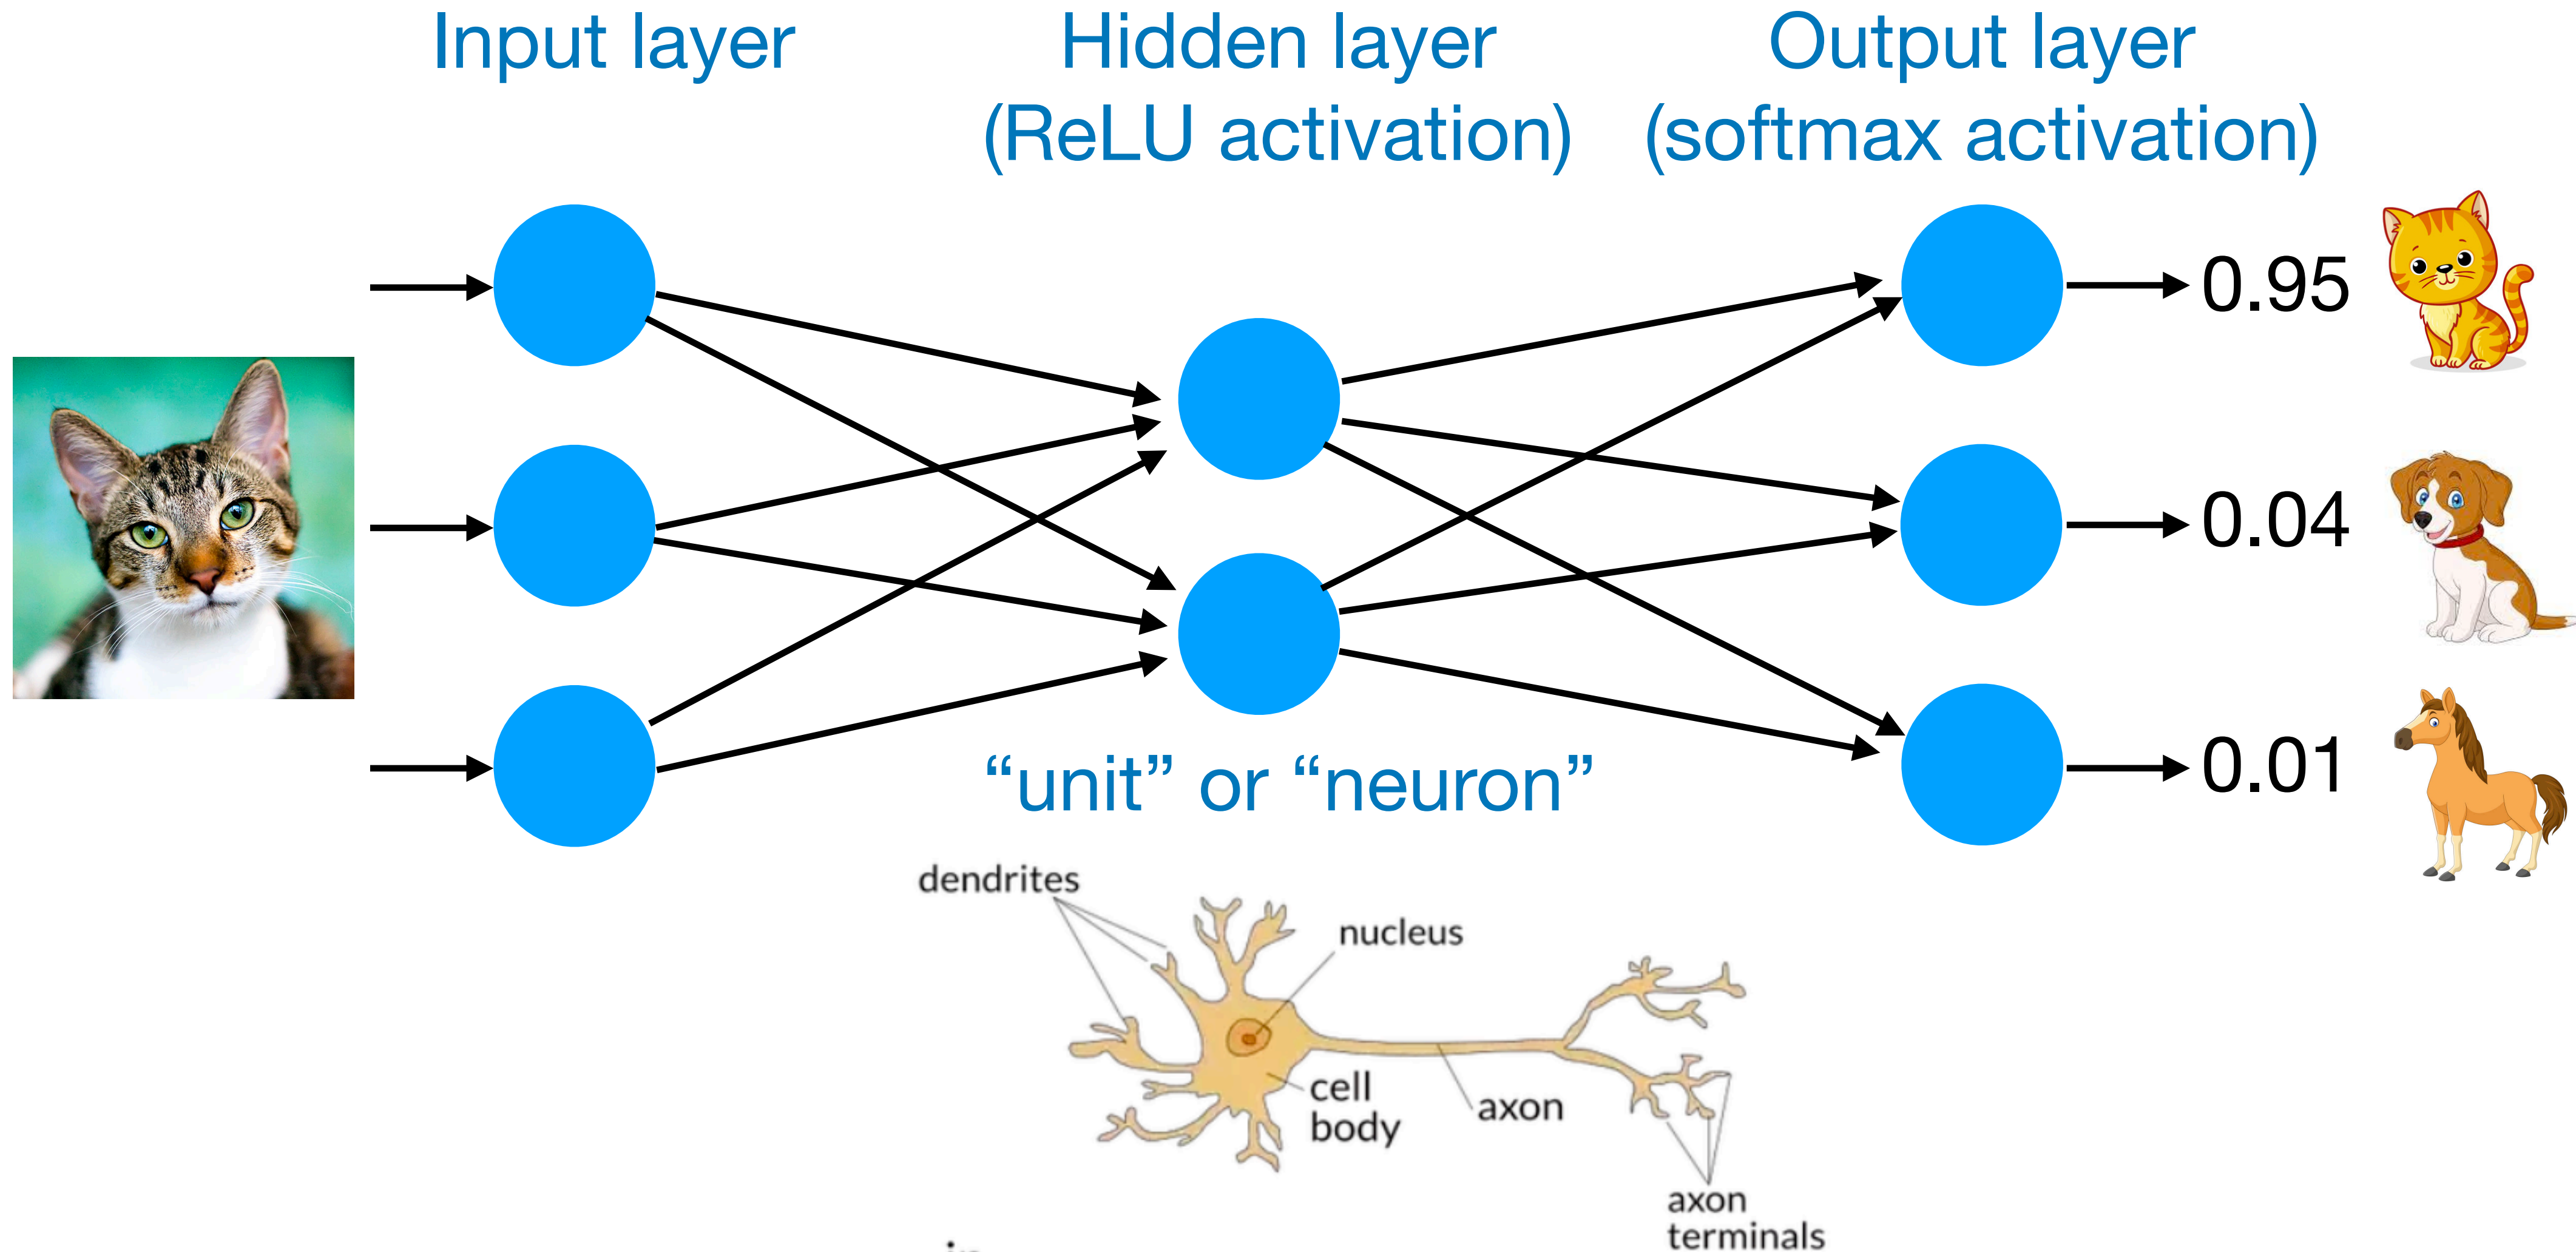 Input layer
Hidden layer
(ReLU activation)
Output layer
(softmax activation)
0.95
0.04
0.01
“unit” or “neuron”
dendrites
nucleus
cell
body
axon
axon
terminals